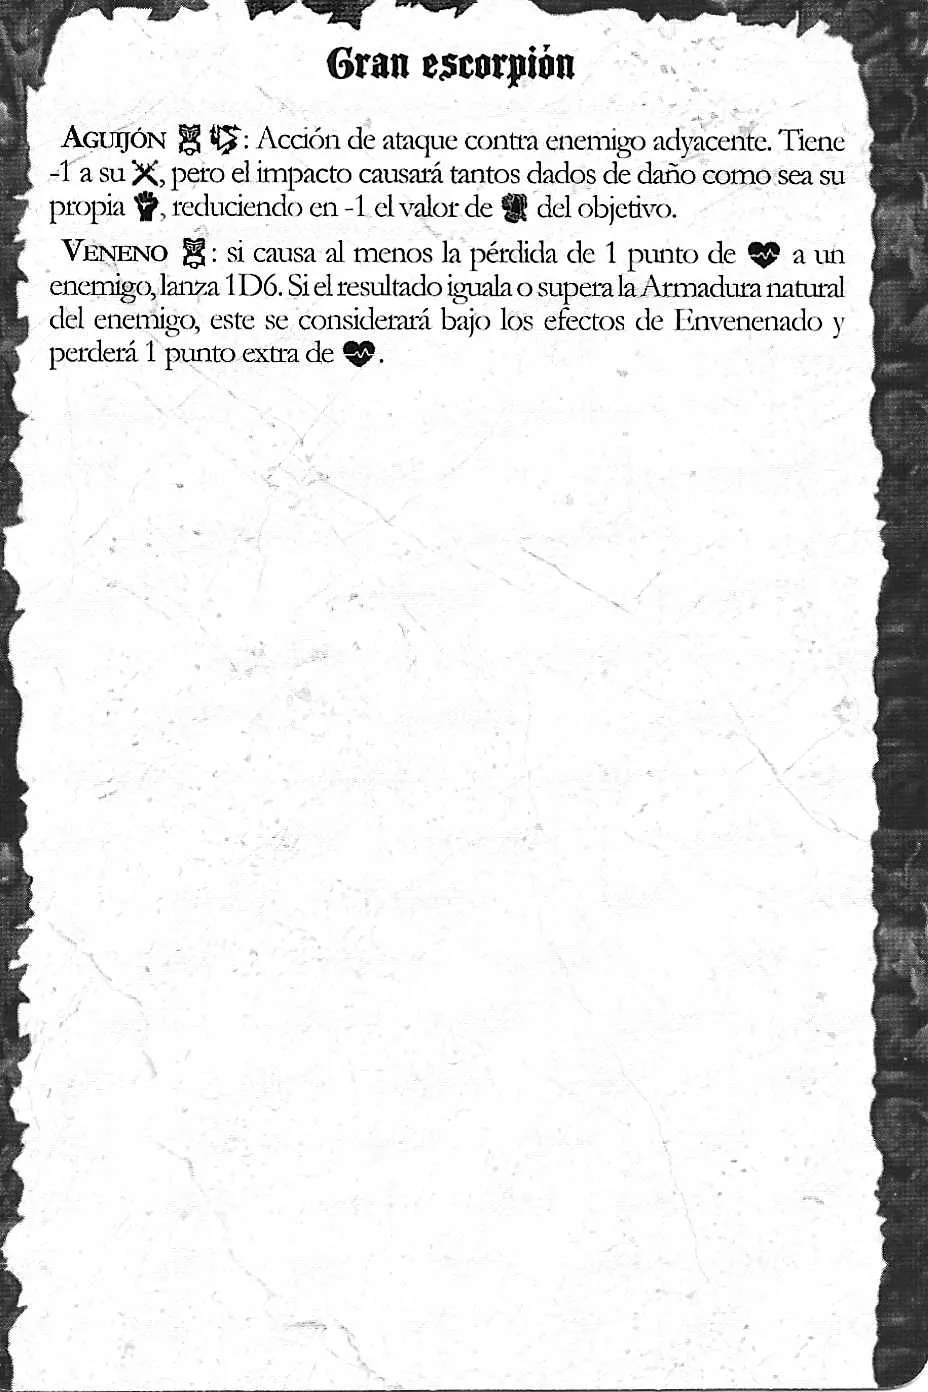 Gran escorpión
AGUIJÓN : Acción de ataque contra enemigo adyacente. Tiene
-1 a su , pero el impacto causará tantos dados de daño como sea su
propia , reduciendo en -1 el valor de del objetivo.
VENENO : si causa al menos la pérdida de 1 punto de a un
enemigo, lanza 1D6. Si el resultado iguala o supera la Armadura natural
del enemigo, este se considerará bajo los efectos de Envenenado y
perderá 1 punto extra de .